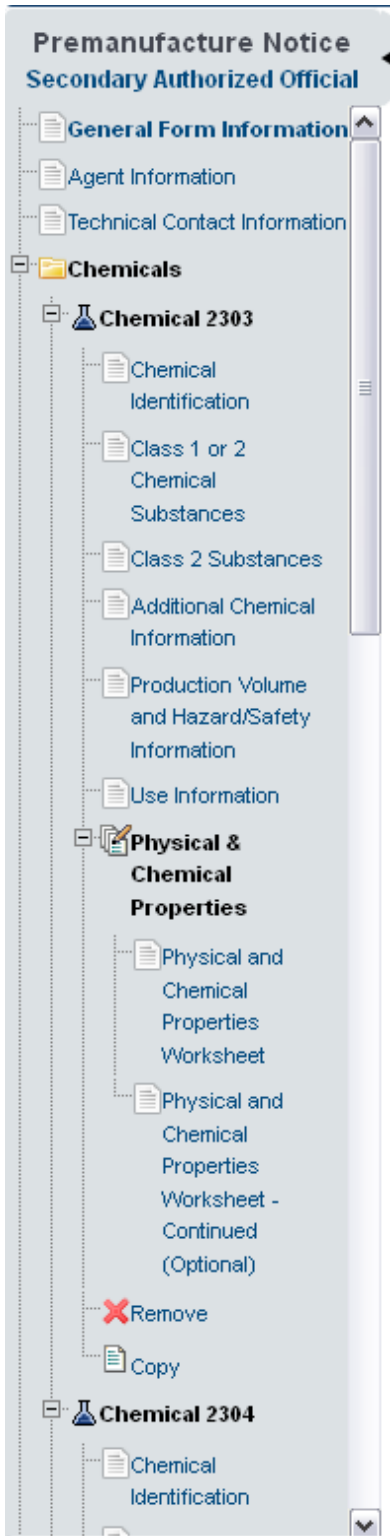 Premanufacture Notice
Secondary Authorized Official
General Form Information
Agent Information
Technical Contact Information
Chemicals
Chemical 2303
Chemical
Identification
Class 1 or 2
Chemical
Substances
Class 2 Substances
Additional Chemical
Information
Production Volume
and Hazard/Safety
Information
Use Information
Physical &
Chemical
Properties
Physical and
Chemical
Properties
Worksheet
Physical and
Chemical
Properties
Worksheet -
Continued
(Optional)
Remove
Copy
Chemical 2304
Chemical
Identification